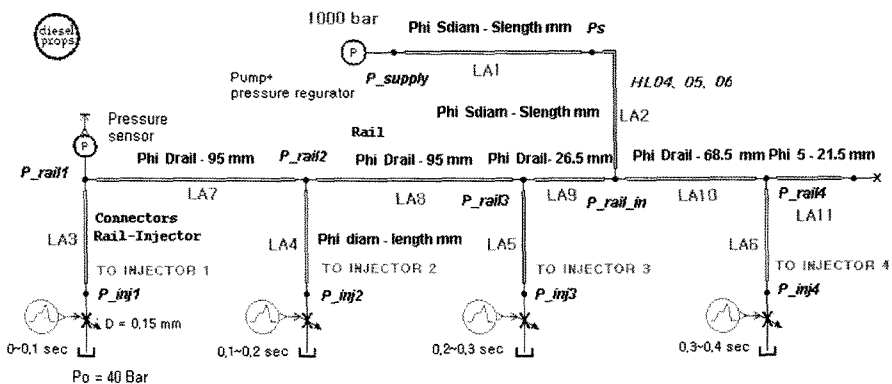 diesel
props
1000 bar
Phi Sdiam - Slength mm
Ps
P
LA1
P_supply
Pump+
pressure regurator
HL04, 05, 06
Phi Sdiam - Slength mm
LA2
Pressure
sensor
P
Rail
P_rail1
Phi Drail - 95 mm
P_rail2
Phi Drail - 95 mm
Phi Drail - 26.5 mm
Phi Drail - 68.5 mm
Phi 5 - 21.5 mm
LA7
LA8
P_rail3
LA9
P_rail_in
LA10
P_rail4
LA11
Connectors
Rail-Injector
LA3
LA4
Phi diam - length mm
LA5
LA6
TO INJECTOR 1
TO INJECTOR 2
TO INJECTOR 3
TO INJECTOR 4
P_inj1
P_inj2
P_inj3
P_inj4
D = 0,15 mm
0~0,1 sec
0,1~0,2 sec
0,2~0,3 sec
0,3~0,4 sec
Po = 40 Bar